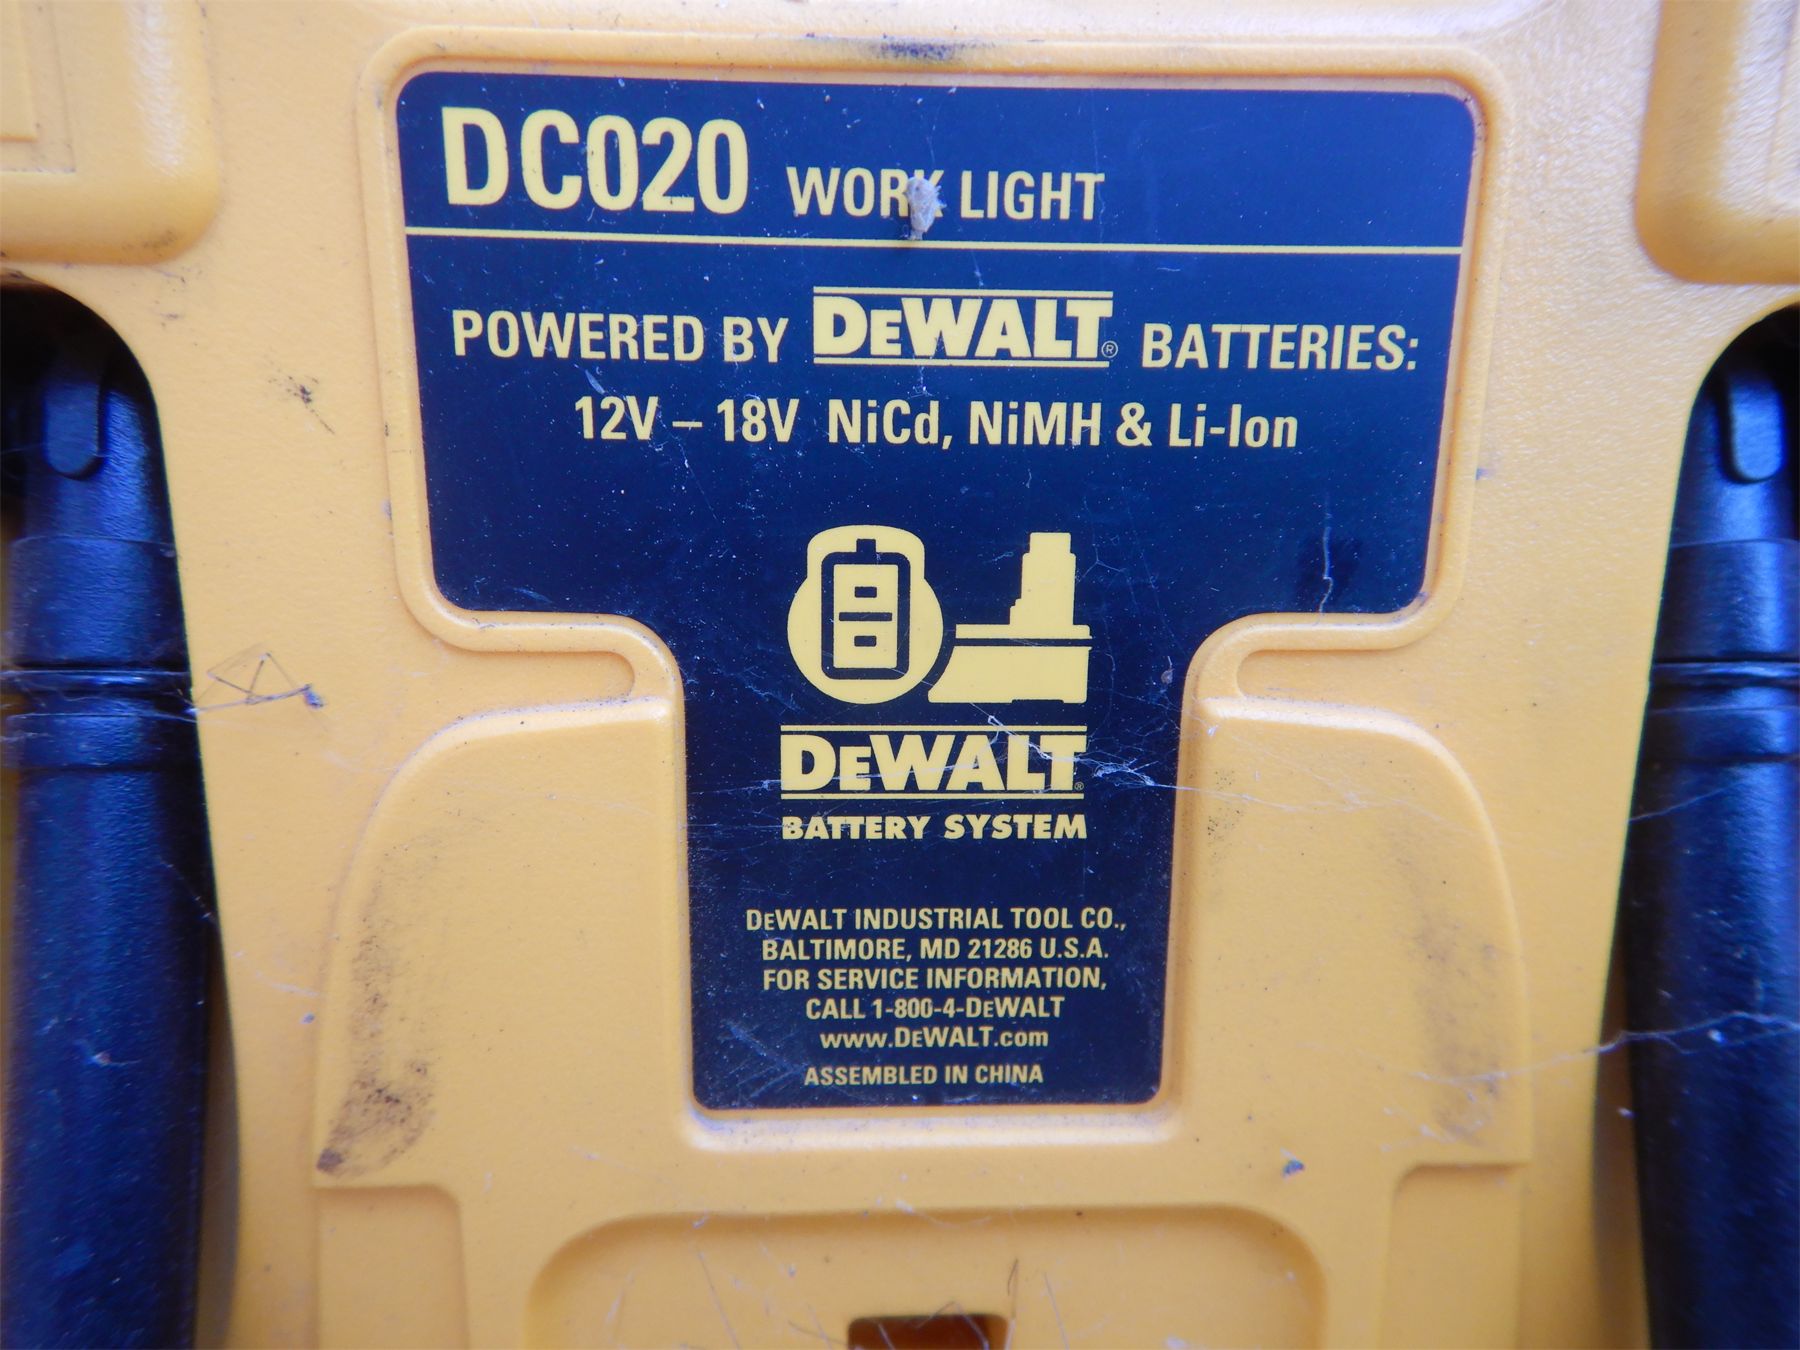 DC020 WORK LIGHT
POWERED BY DEWALT® BATTERIES:
12V – 18V NiCd, NiMH & Li-Ion
DEWALT®
BATTERY SYSTEM
DEWALT INDUSTRIAL TOOL CO.,
BALTIMORE, MD 21286 U.S.A.
FOR SERVICE INFORMATION,
CALL 1-800-4-DEWALT
www.DEWALT.com
ASSEMBLED IN CHINA